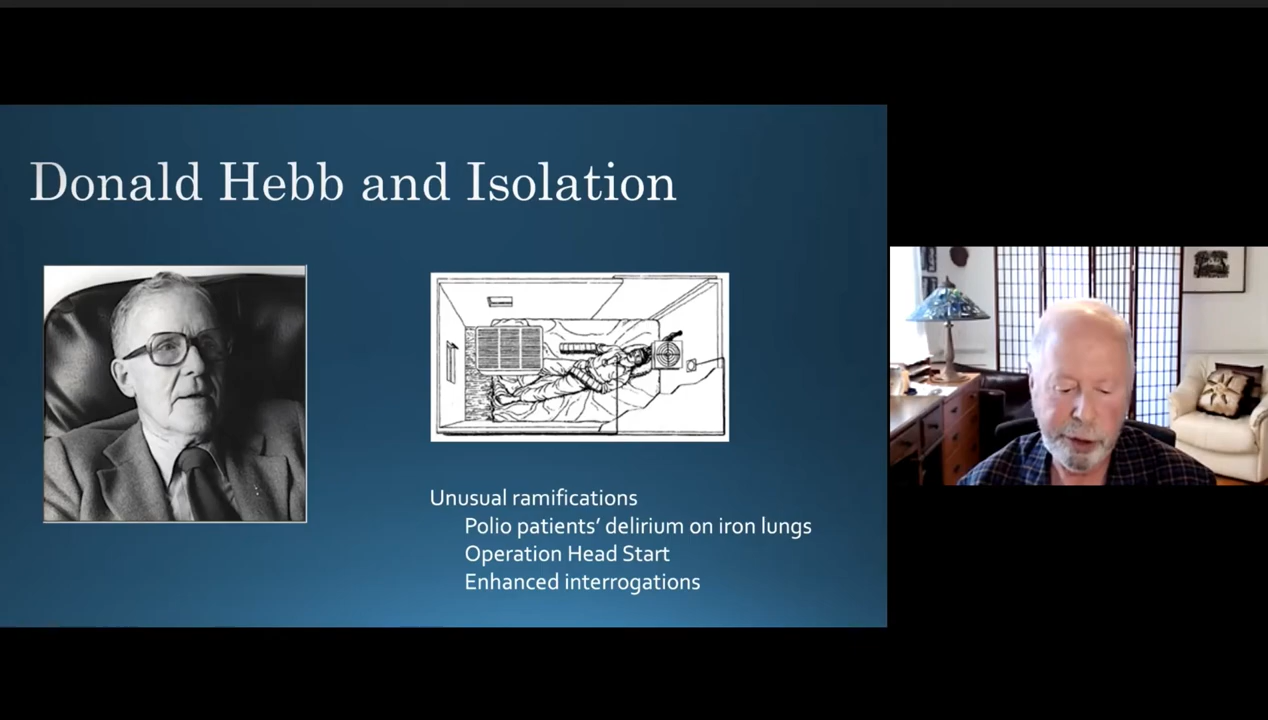 Donald Hebb and Isolation
Unusual ramifications
Polio patients’ delirium on iron lungs
Operation Head Start
Enhanced interrogations